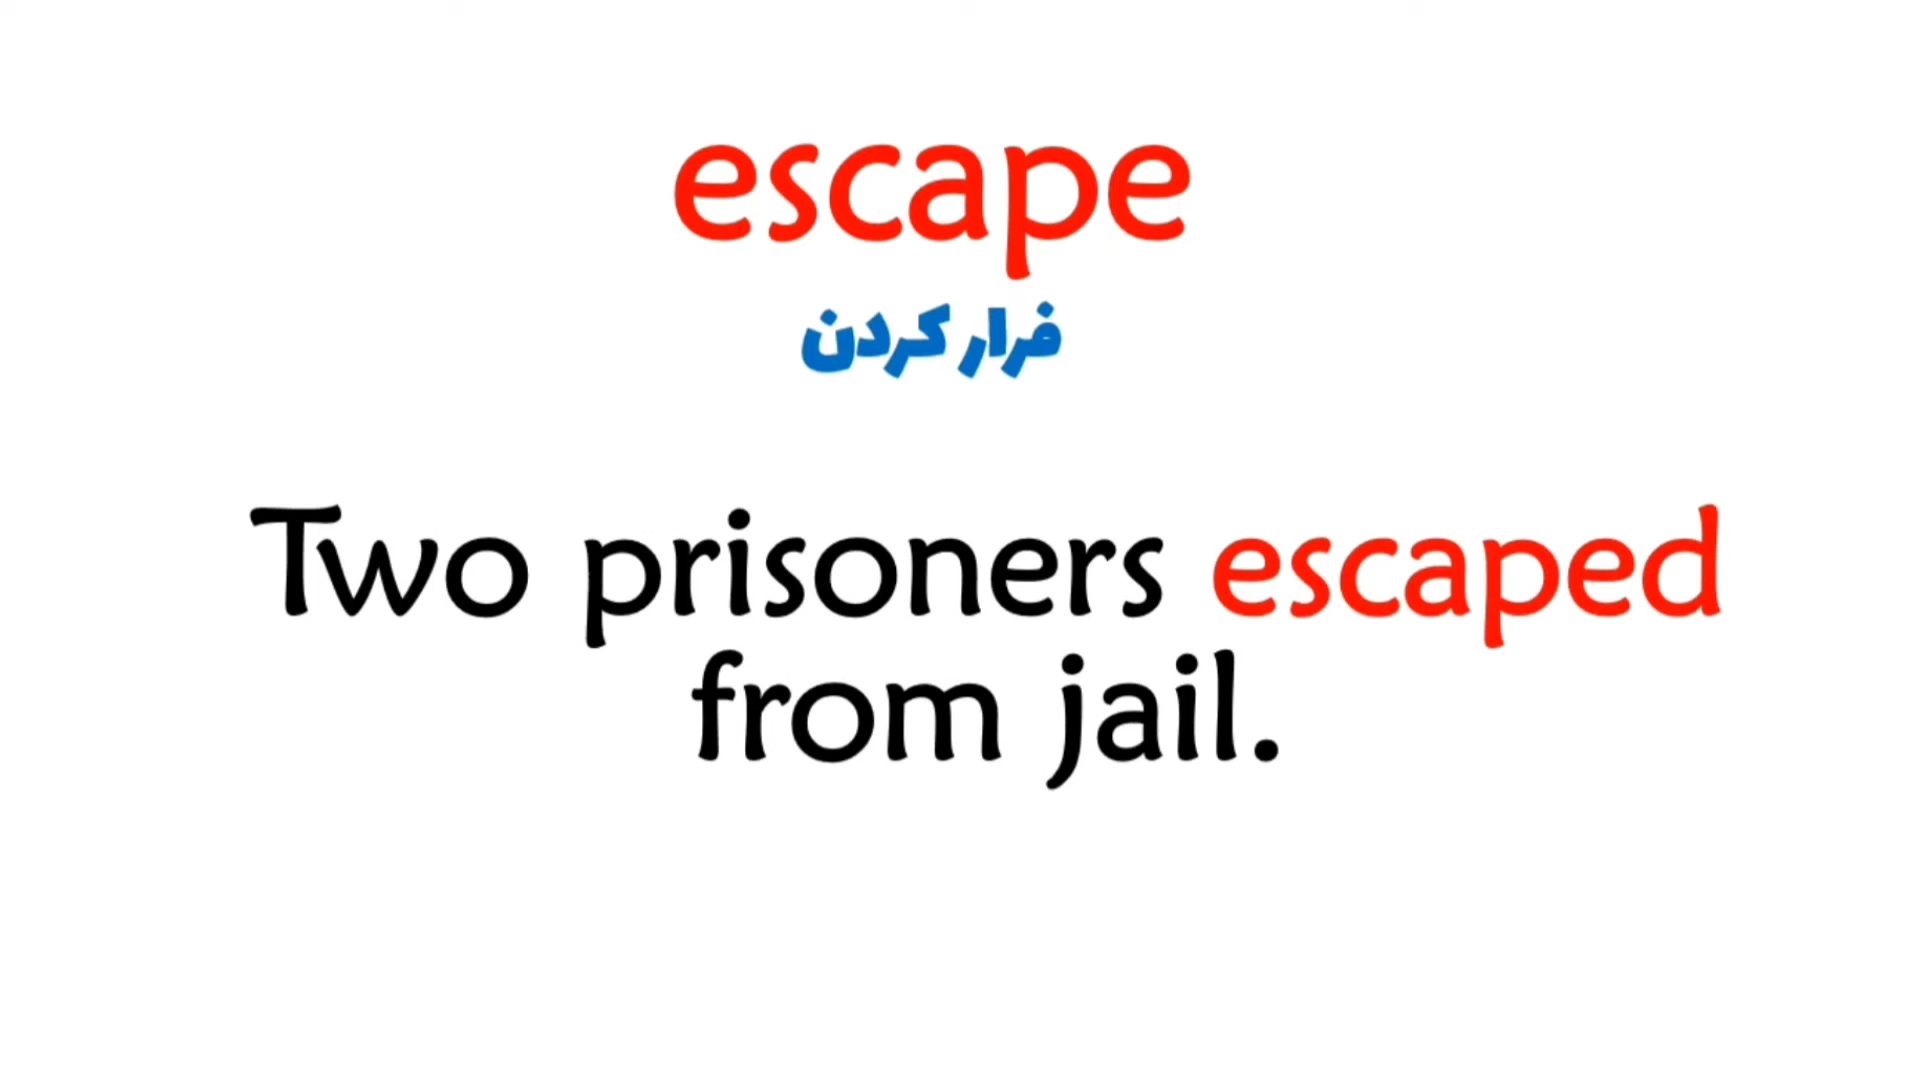 escape
فرار کردن
Two prisoners escaped
from jail.